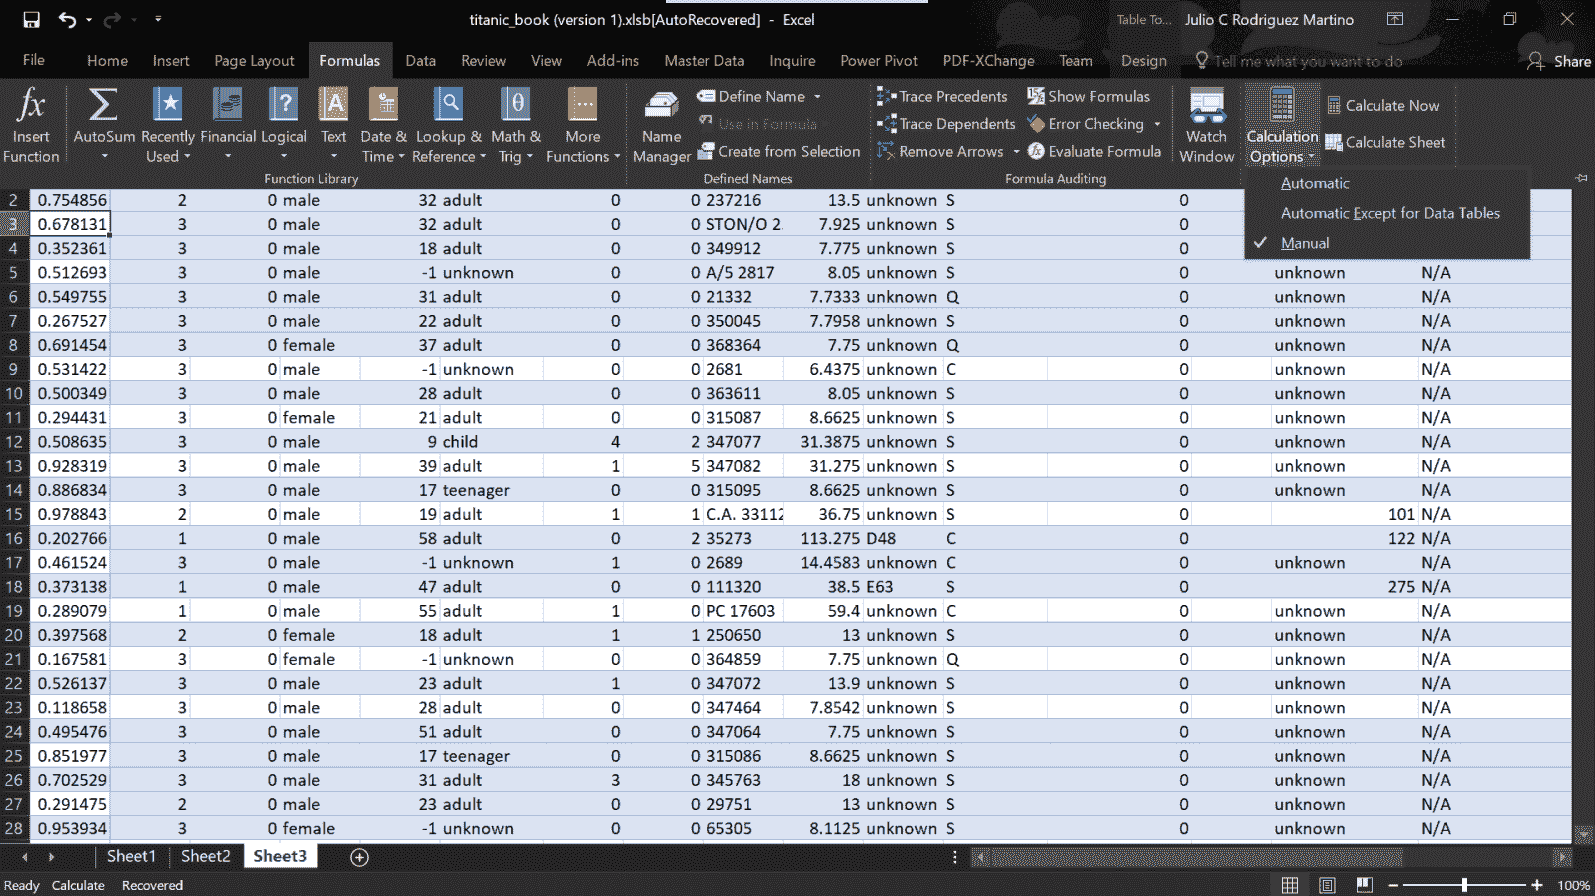 titanic_book (version 1).xlsb[AutoRecovered] - Excel Table To... Julio C Rodriguez Martino
File Home Insert Page Layout Formulas Data Review View Add-ins Master Data Inquire Power Pivot PDF-XChange Team Design Tell me what you want to do Share
fx Insert Function
AutoSum
Recently Used
Financial
Logical
Text
Date & Time
Lookup & Reference
Math & Trig
More Functions
Function Library
Name Manager
Define Name
Use in Formula
Create from Selection
Defined Names
Trace Precedents
Trace Dependents
Remove Arrows
Show Formulas
Error Checking
Evaluate Formula
Formula Auditing
Watch Window
Calculation Options
Calculate Now
Calculate Sheet
Automatic
Automatic Except for Data Tables
Manual
2 0.754856 2 0 male 32 adult 0 0 237216 13.5 unknown S 0
3 0.678131 3 0 male 32 adult 0 0 STON/O 2. 7.925 unknown S 0
4 0.352361 3 0 male 18 adult 0 0 349912 7.775 unknown S 0
5 0.512693 3 0 male -1 unknown 0 0 A/5 2817 8.05 unknown S 0 unknown N/A
6 0.549755 3 0 male 31 adult 0 0 21332 7.7333 unknown Q 0 unknown N/A
7 0.267527 3 0 male 22 adult 0 0 350045 7.7958 unknown S 0 unknown N/A
8 0.691454 3 0 female 37 adult 0 0 368364 7.75 unknown Q 0 unknown N/A
9 0.531422 3 0 male -1 unknown 0 0 2681 6.4375 unknown C 0 unknown N/A
10 0.500349 3 0 male 28 adult 0 0 363611 8.05 unknown S 0 unknown N/A
11 0.294431 3 0 female 21 adult 0 0 315087 8.6625 unknown S 0 unknown N/A
12 0.508635 3 0 male 9 child 4 2 347077 31.3875 unknown S 0 unknown N/A
13 0.928319 3 0 male 39 adult 1 5 347082 31.275 unknown S 0 unknown N/A
14 0.886834 3 0 male 17 teenager 0 0 315095 8.6625 unknown S 0 unknown N/A
15 0.978843 2 0 male 19 adult 1 1 C.A. 33112 36.75 unknown S 0 101 N/A
16 0.202766 1 0 male 58 adult 0 2 35273 113.275 D48 C 0 122 N/A
17 0.461524 3 0 male -1 unknown 1 0 2689 14.4583 unknown C 0 unknown N/A
18 0.373138 1 0 male 47 adult 0 0 111320 38.5 E63 S 0 275 N/A
19 0.289079 1 0 male 55 adult 1 0 PC 17603 59.4 unknown C 0 unknown N/A
20 0.397568 2 0 female 18 adult 1 1 250650 13 unknown S 0 unknown N/A
21 0.167581 3 0 female -1 unknown 0 0 364859 7.75 unknown Q 0 unknown N/A
22 0.526137 3 0 male 23 adult 1 0 347072 13.9 unknown S 0 unknown N/A
23 0.118658 3 0 male 28 adult 0 0 347464 7.8542 unknown S 0 unknown N/A
24 0.495476 3 0 male 51 adult 0 0 347064 7.75 unknown S 0 unknown N/A
25 0.851977 3 0 male 17 teenager 0 0 315086 8.6625 unknown S 0 unknown N/A
26 0.702529 3 0 male 31 adult 3 0 345763 18 unknown S 0 unknown N/A
27 0.291475 2 0 male 23 adult 0 0 29751 13 unknown S 0 unknown N/A
28 0.953934 3 0 female -1 unknown 0 0 65305 8.1125 unknown S 0 unknown N/A
Sheet1 Sheet2 Sheet3
Ready Calculate Recovered 100%